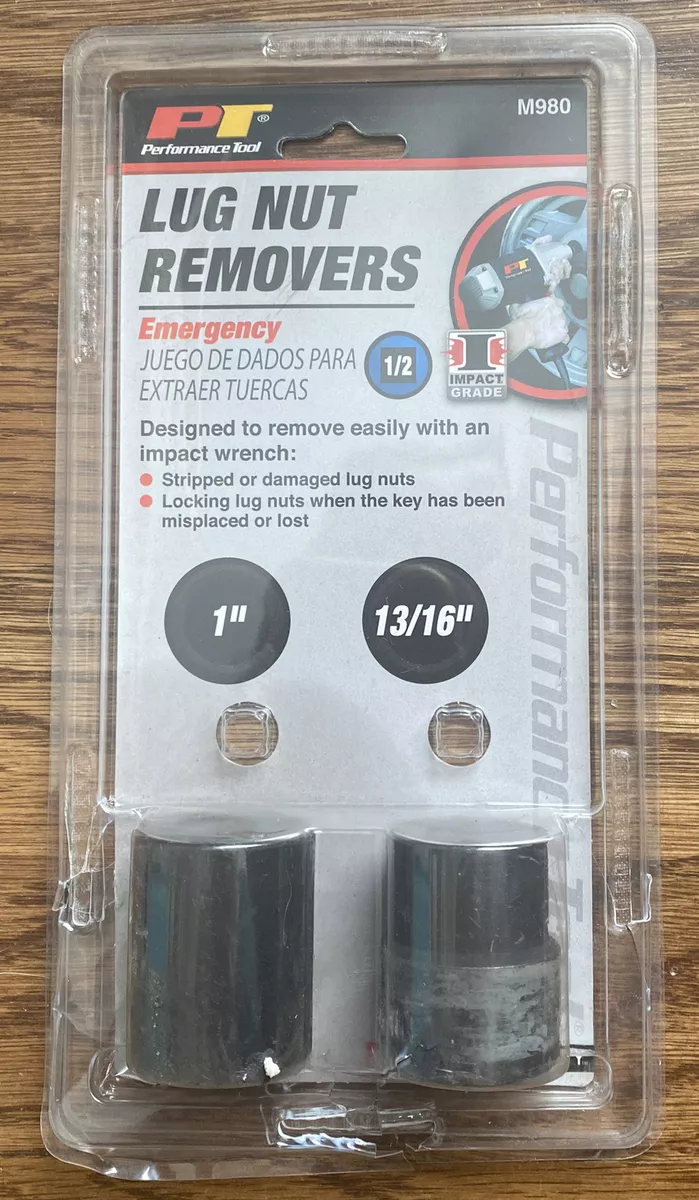 PT®
Performance Tool
M980
LUG NUT
REMOVERS
PT
Emergency
JUEGO DE DADOS PARA
EXTRAER TUERCAS
1/2
IMPACT
GRADE
Designed to remove easily with an
impact wrench:
Stripped or damaged lug nuts
Locking lug nuts when the key has been
misplaced or lost
1"
13/16"
Performance T
®